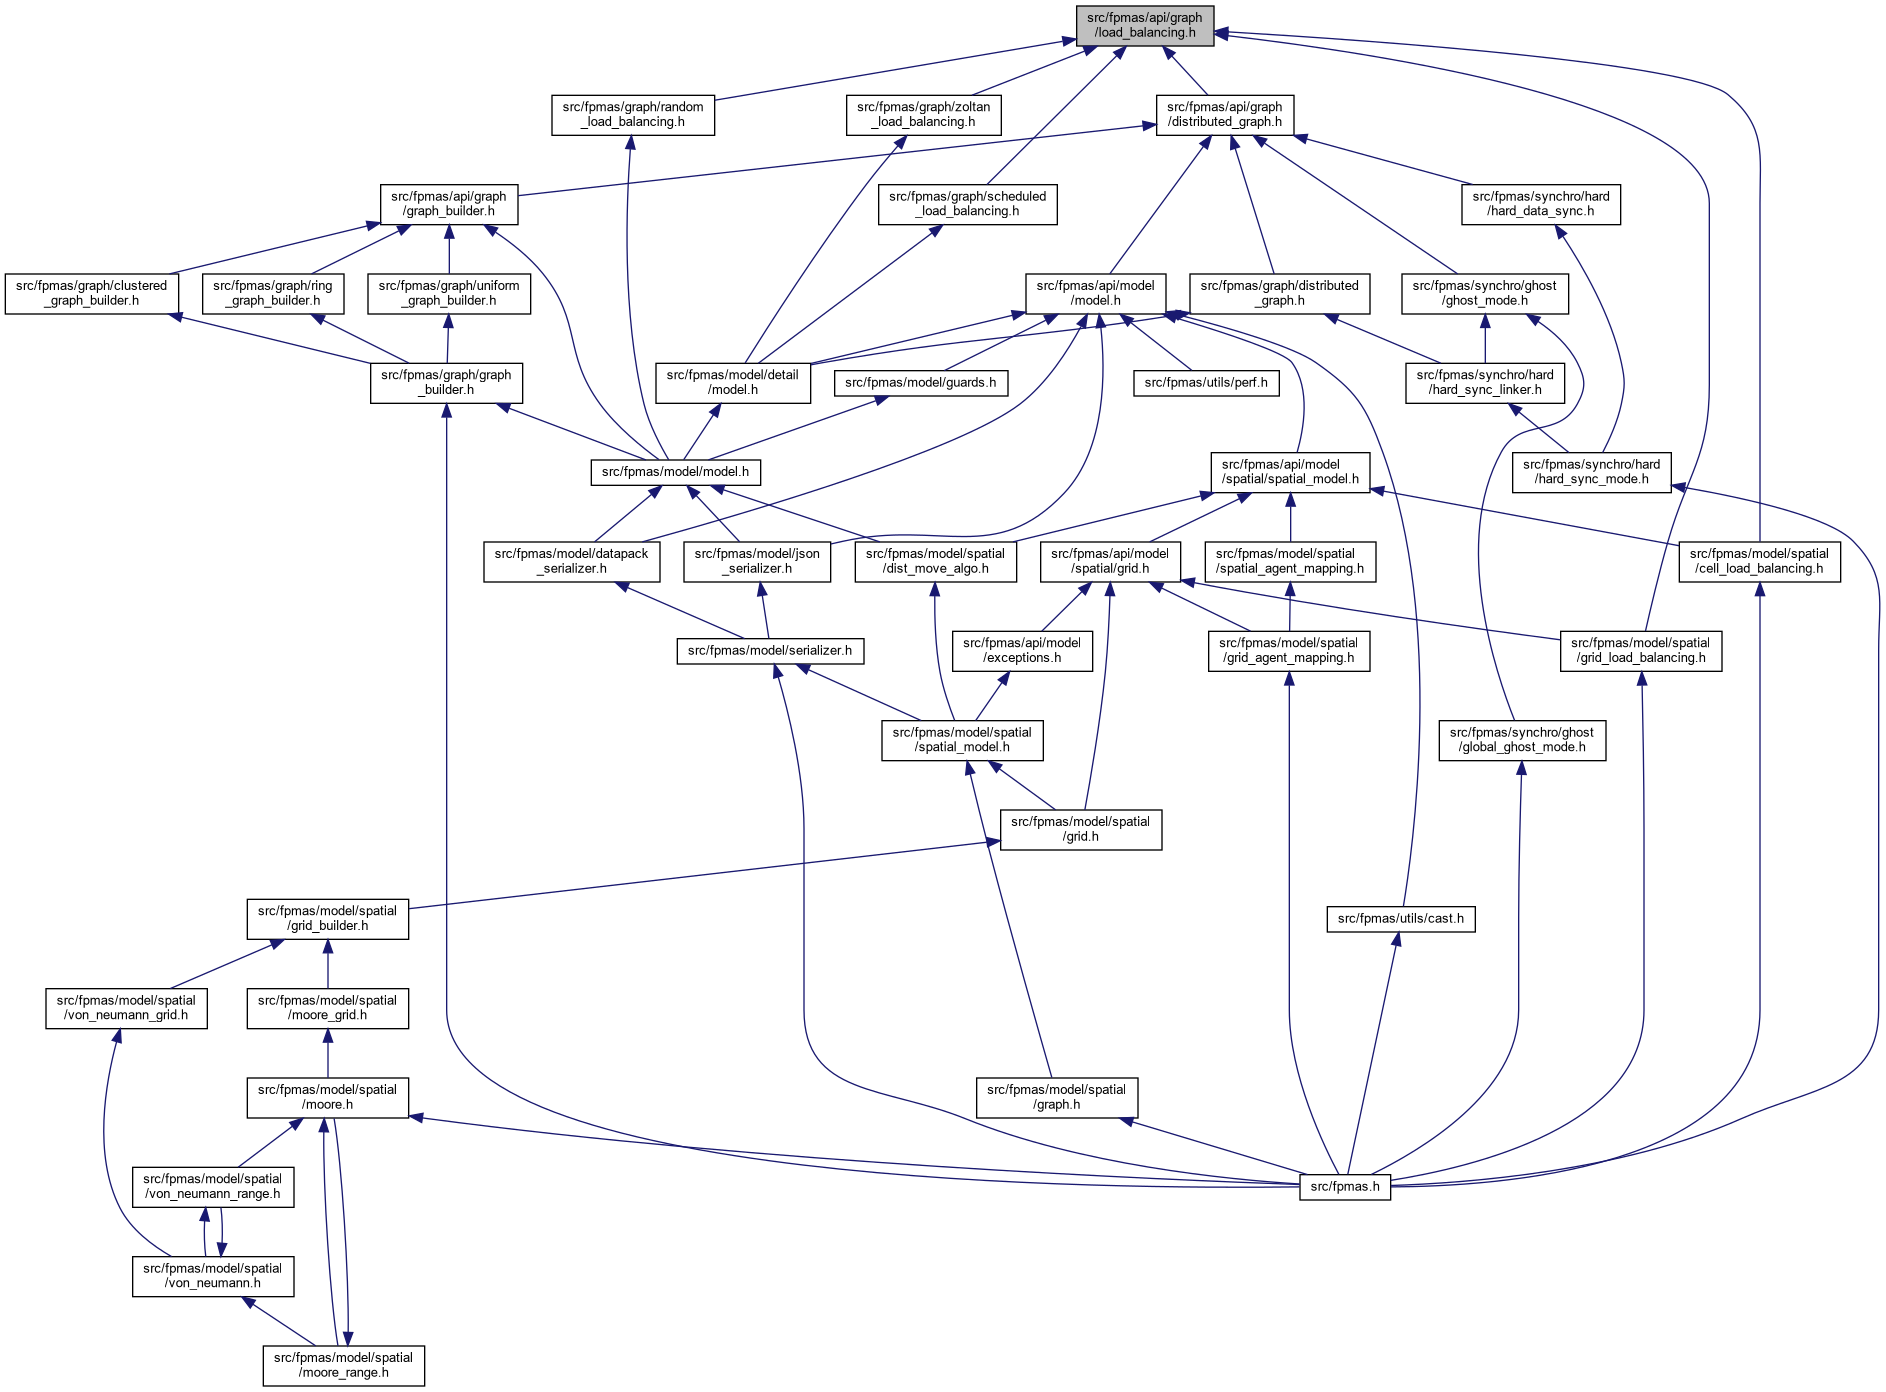 src/fpmas/api/graph
/load_balancing.h
src/fpmas/graph/random
_load_balancing.h
src/fpmas/graph/zoltan
_load_balancing.h
src/fpmas/api/graph
/distributed_graph.h
src/fpmas/api/graph
/graph_builder.h
src/fpmas/graph/scheduled
_load_balancing.h
src/fpmas/synchro/hard
/hard_data_sync.h
src/fpmas/graph/clustered
_graph_builder.h
src/fpmas/graph/ring
_graph_builder.h
src/fpmas/graph/uniform
_graph_builder.h
src/fpmas/api/model
/model.h
src/fpmas/graph/distributed
_graph.h
src/fpmas/synchro/ghost
/ghost_mode.h
src/fpmas/graph/graph
_builder.h
src/fpmas/model/detail
/model.h
src/fpmas/model/guards.h
src/fpmas/utils/perf.h
src/fpmas/synchro/hard
/hard_sync_linker.h
src/fpmas/model/model.h
src/fpmas/api/model
/spatial/spatial_model.h
src/fpmas/synchro/hard
/hard_sync_mode.h
src/fpmas/model/datapack
_serializer.h
src/fpmas/model/json
_serializer.h
src/fpmas/model/spatial
/dist_move_algo.h
src/fpmas/api/model
/spatial/grid.h
src/fpmas/model/spatial
/spatial_agent_mapping.h
src/fpmas/model/spatial
/cell_load_balancing.h
src/fpmas/model/serializer.h
src/fpmas/api/model
/exceptions.h
src/fpmas/model/spatial
/grid_agent_mapping.h
src/fpmas/model/spatial
/grid_load_balancing.h
src/fpmas/model/spatial
/spatial_model.h
src/fpmas/synchro/ghost
/global_ghost_mode.h
src/fpmas/model/spatial
/grid.h
src/fpmas/model/spatial
/grid_builder.h
src/fpmas/utils/cast.h
src/fpmas/model/spatial
/von_neumann_grid.h
src/fpmas/model/spatial
/moore_grid.h
src/fpmas/model/spatial
/moore.h
src/fpmas/model/spatial
/graph.h
src/fpmas/model/spatial
/von_neumann_range.h
src/fpmas.h
src/fpmas/model/spatial
/von_neumann.h
src/fpmas/model/spatial
/moore_range.h